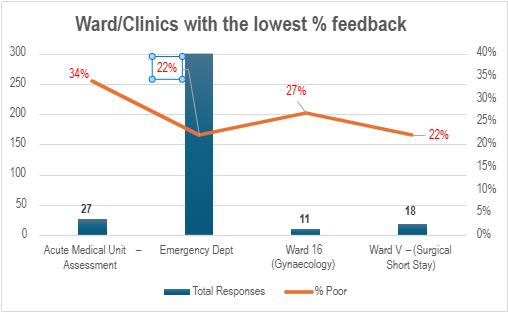 Ward/Clinics with the lowest % feedback
300
250
200
150
100
50
0
40%
35%
30%
25%
20%
15%
10%
5%
0%
34%
22%
27%
22%
27
11
18
Acute Medical Unit –
Assessment
Emergency Dept
Ward 16
(Gynaecology)
Ward V – (Surgical
Short Stay)
Total Responses
% Poor